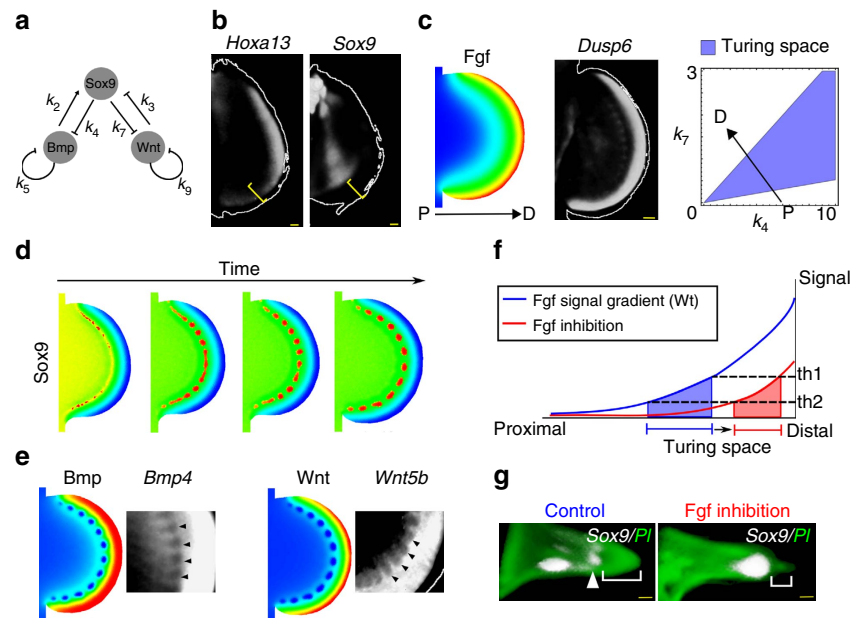 a
Sox9
k2
k4
k7
k3
Bmp
Wnt
k5
k9
b
Hoxa13
Sox9
c
Fgf
P
D
Dusp6
Turing space
3
k7
D
P
0
k4
10
d
Time
Sox9
e
Bmp
Bmp4
Wnt
Wnt5b
f
Signal
Fgf signal gradient (Wt)
Fgf inhibition
th1
th2
Proximal
Distal
Turing space
g
Control
Fgf inhibition
Sox9/PI
Sox9/PI